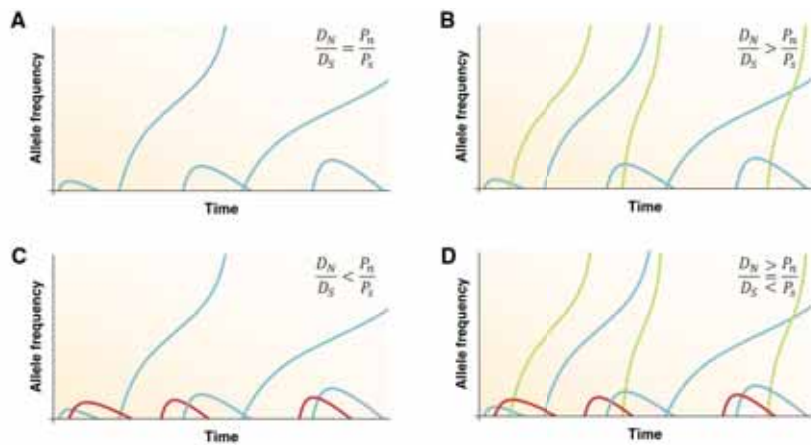 A
Allele frequency
D_N/D_S = P_n/P_s
Time
B
Allele frequency
D_N/D_S > P_n/P_s
Time
C
Allele frequency
D_N/D_S < P_n/P_s
Time
D
Allele frequency
D_N/D_S ⪌ P_n/P_s
Time